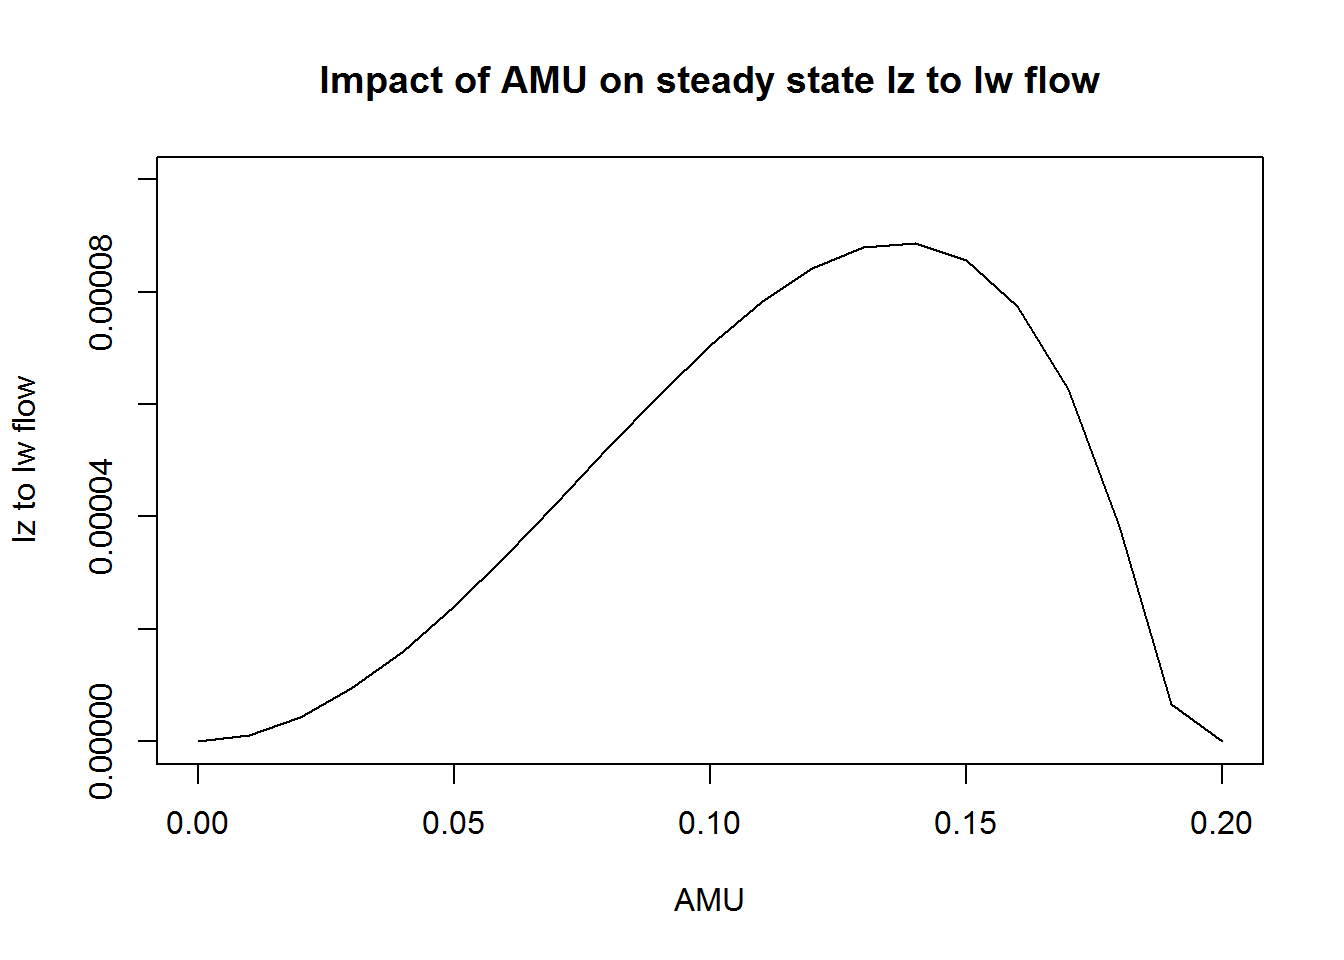 Impact of AMU on steady state Iz to Iw flow
Iz to Iw flow
0.00008
0.00004
0.00000
0.00 0.05 0.10 0.15 0.20
AMU